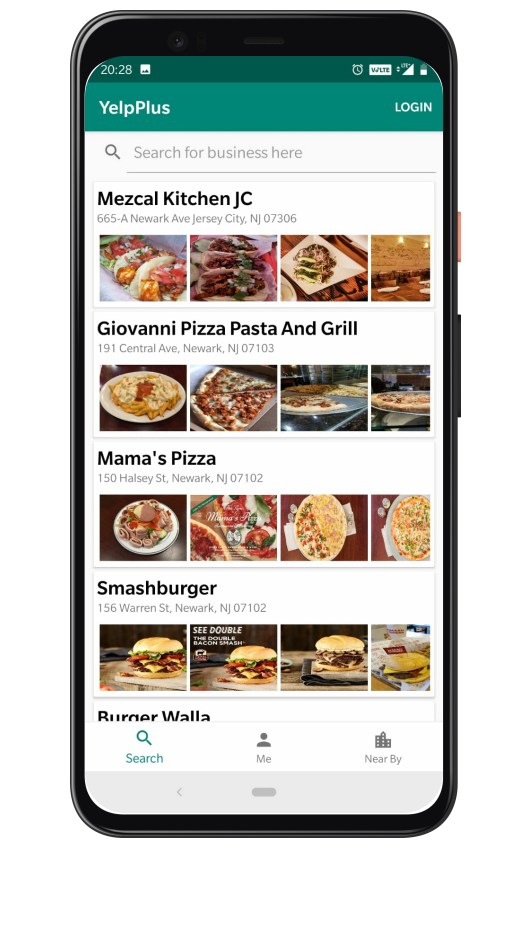 20:28 VoLTE LTE
YelpPlus LOGIN
Search for business here
Mezcal Kitchen JC
665-A Newark Ave Jersey City, NJ 07306
Giovanni Pizza Pasta And Grill
191 Central Ave, Newark, NJ 07103
Mama's Pizza
150 Halsey St, Newark, NJ 07102
Mama's
Smashburger
156 Warren St, Newark, NJ 07102
SEE DOUBLE
THE DOUBLE
BACON SMASH
Burger Walla
Search Me Near By